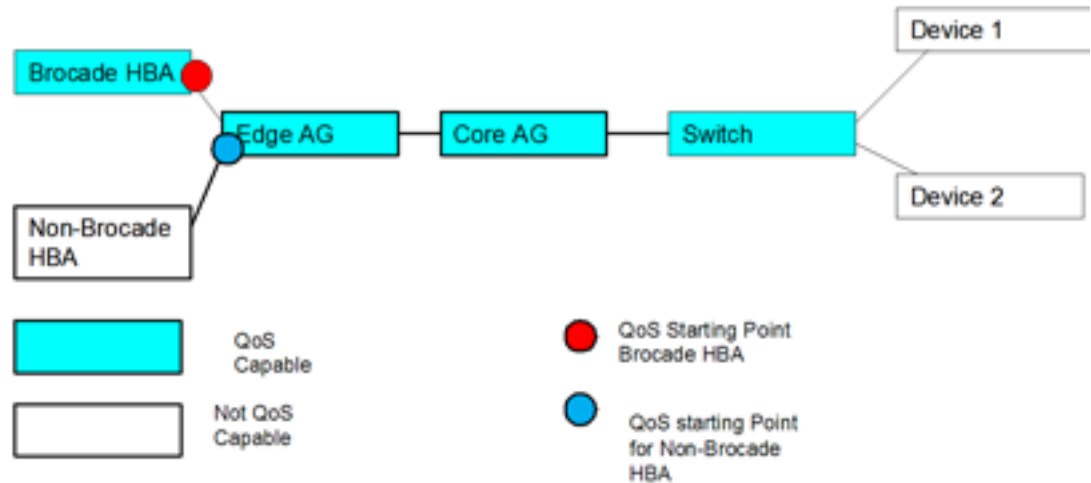 Device 1
Brocade HBA
Edge AG
Core AG
Switch
Device 2
Non-Brocade
HBA
QoS
Capable
QoS Starting Point
Brocade HBA
Not QoS
Capable
QoS starting Point
for Non-Brocade
HBA